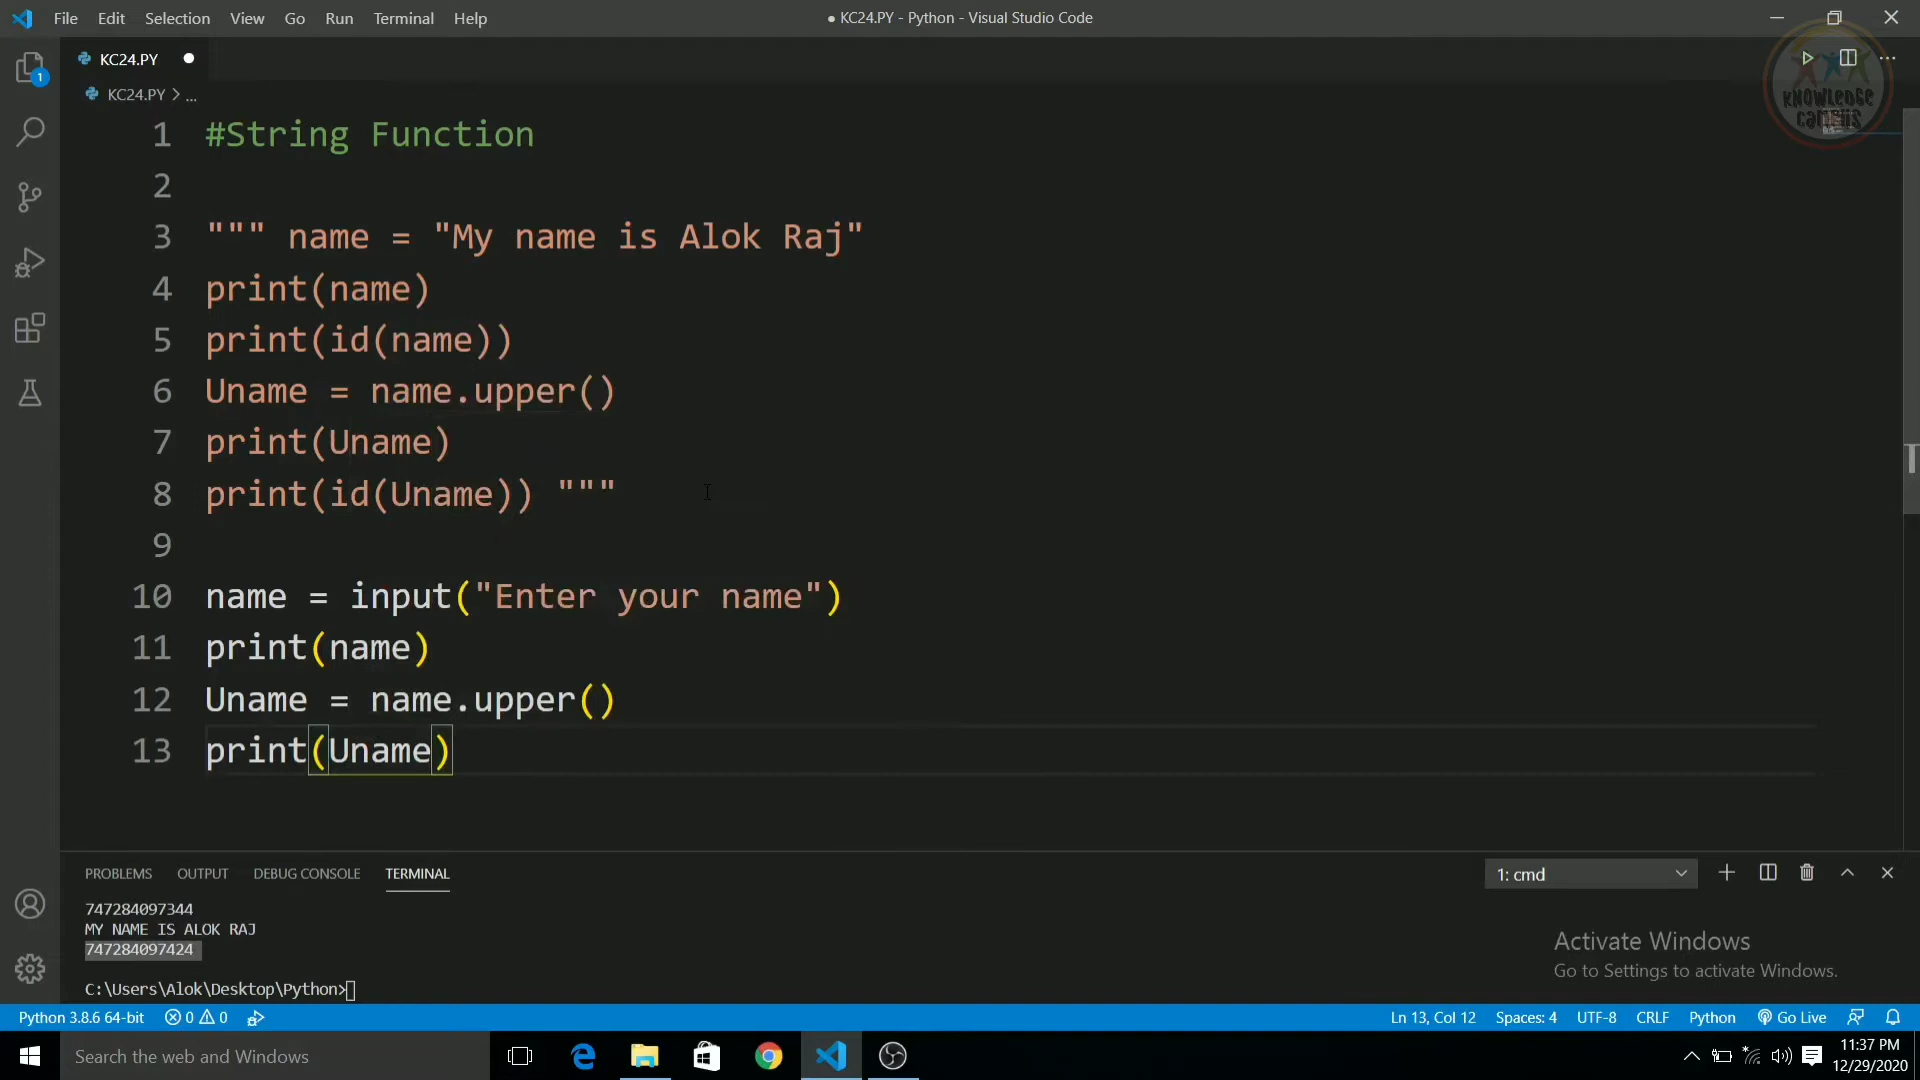 File Edit Selection View Go Run Terminal Help
● KC24.PY - Python - Visual Studio Code
KC24.PY
1
KC24.PY > ...
KNOWLEDGE
1 #String Function
2
3 """ name = "My name is Alok Raj"
4 print(name)
5 print(id(name))
6 Uname = name.upper()
7 print(Uname)
8 print(id(Uname)) """
9
10 name = input("Enter your name")
11 print(name)
12 Uname = name.upper()
13 print(Uname)
PROBLEMS OUTPUT DEBUG CONSOLE TERMINAL
1: cmd
747284097344
MY NAME IS ALOK RAJ
747284097424
C:\Users\Alok\Desktop\Python>
Activate Windows
Go to Settings to activate Windows.
Python 3.8.6 64-bit 0 0 Ln 13, Col 12 Spaces: 4 UTF-8 CRLF Python Go Live
Search the web and Windows
11:37 PM
12/29/2020